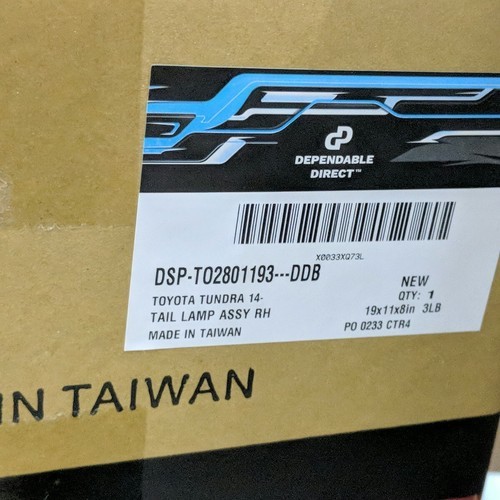 DEPENDABLE
DIRECT™
X0033XQ73L
DSP-TO2801193---DDB
NEW
TOYOTA TUNDRA 14-
QTY: 1
TAIL LAMP ASSY RH
19x11x8in 3LB
MADE IN TAIWAN
PO 0233 CTR4
IN TAIWAN